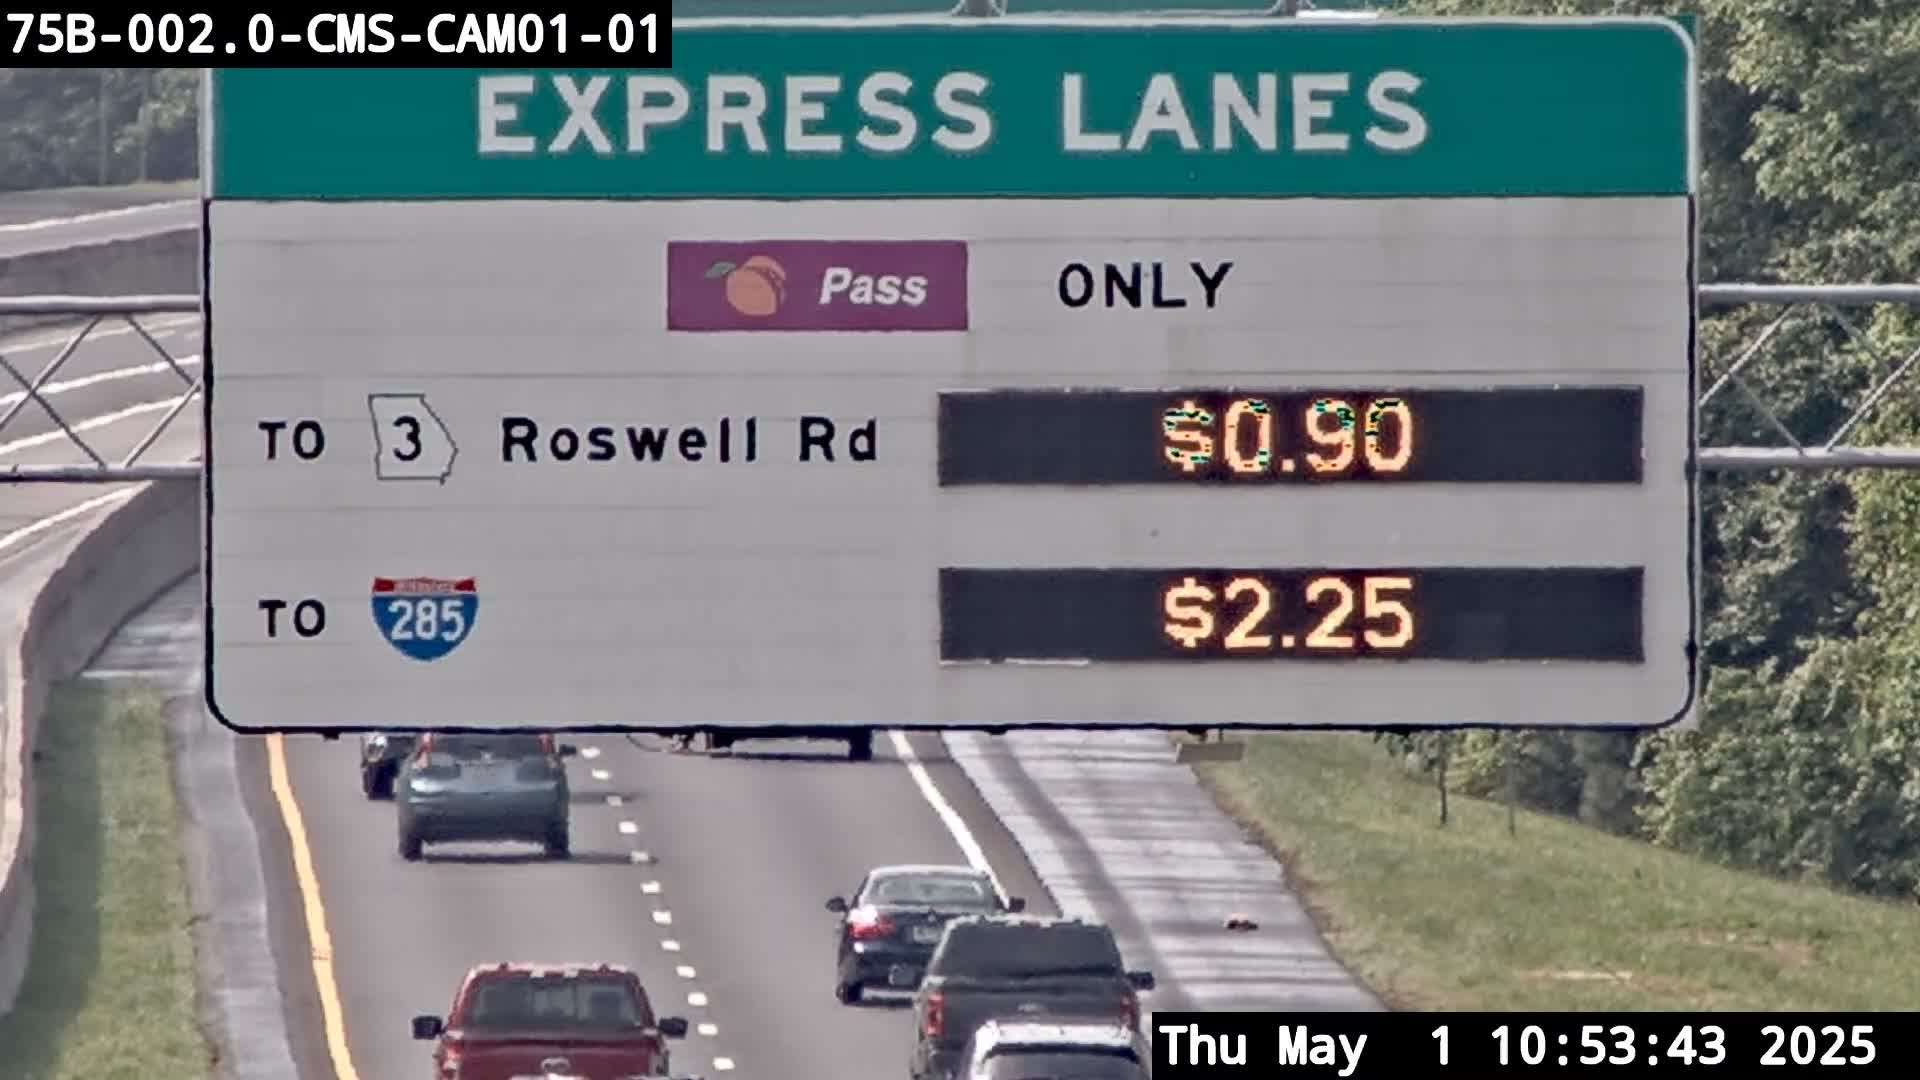 75B-002.0-CMS-CAM01-01
EXPRESS LANES
Pass ONLY
TO 3 Roswell Rd $0.90
TO 285 $2.25
Thu May 1 10:53:43 2025